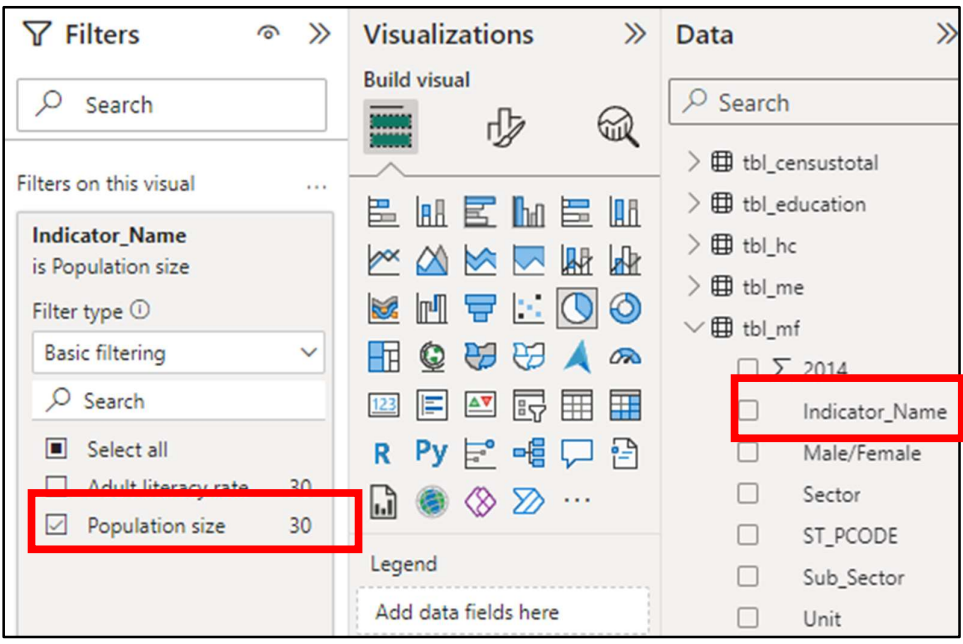 Filters
Search
Filters on this visual
...
Indicator_Name
is Population size
Filter type
Basic filtering
Search
Select all
Adult literacy rate 30
Population size 30
Visualizations
Build visual
123
R Py
...
Legend
Add data fields here
Data
Search
tbl_censustotal
tbl_education
tbl_hc
tbl_me
tbl_mf
Σ 2014
Indicator_Name
Male/Female
Sector
ST_PCODE
Sub_Sector
Unit